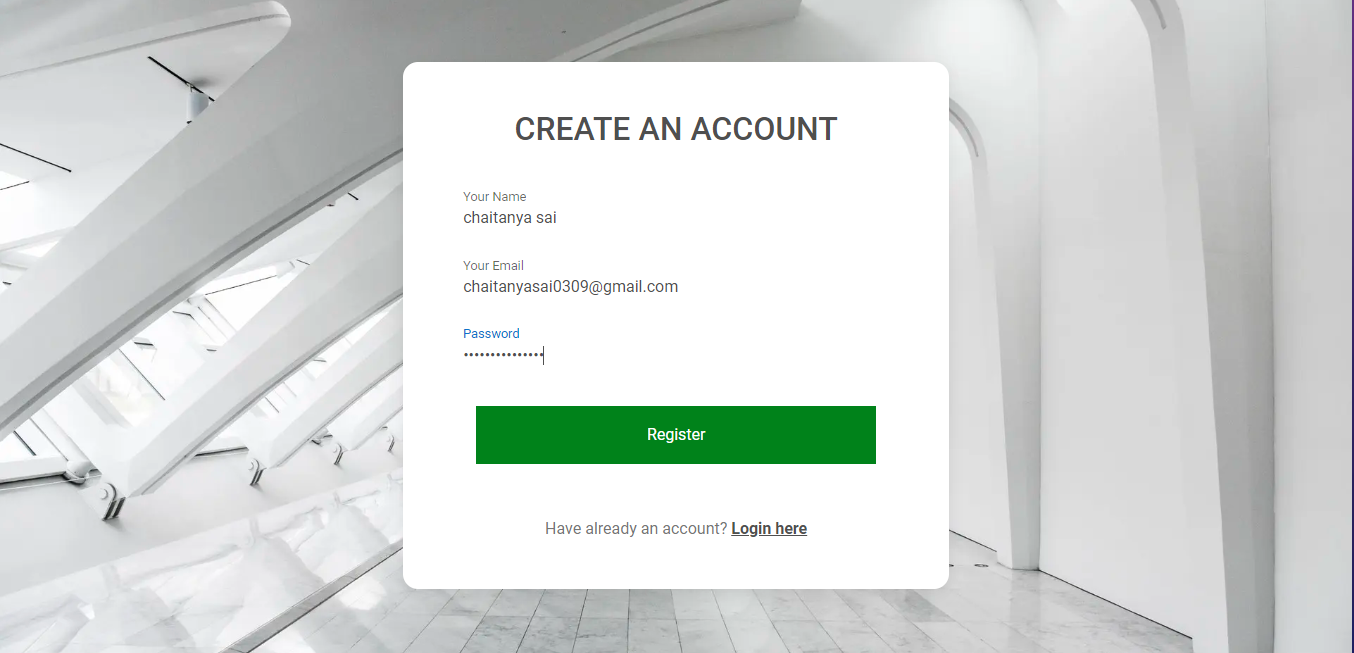 CREATE AN ACCOUNT
Your Name
chaitanya sai
Your Email
chaitanyasai0309@gmail.com
Password
•••••••••••••••
Register
Have already an account? Login here